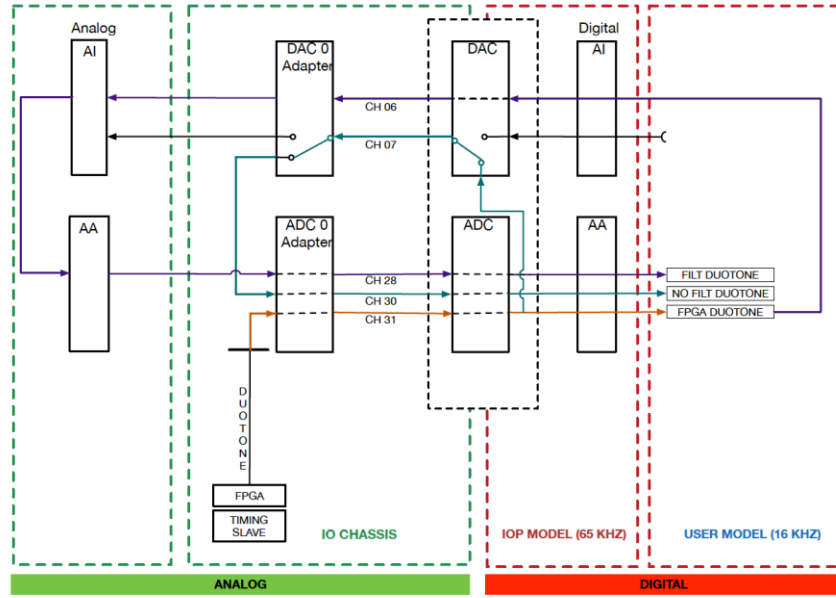 Analog
AI
DAC 0
Adapter
DAC
Digital
AI
CH 06
CH 07
AA
ADC 0
Adapter
ADC
AA
CH 28
CH 30
CH 31
FILT DUOTONE
NO FILT DUOTONE
FPGA DUOTONE
D
U
O
T
O
N
E
FPGA
TIMING
SLAVE
IO CHASSIS
IOP MODEL (65 KHZ)
USER MODEL (16 KHZ)
ANALOG
DIGITAL